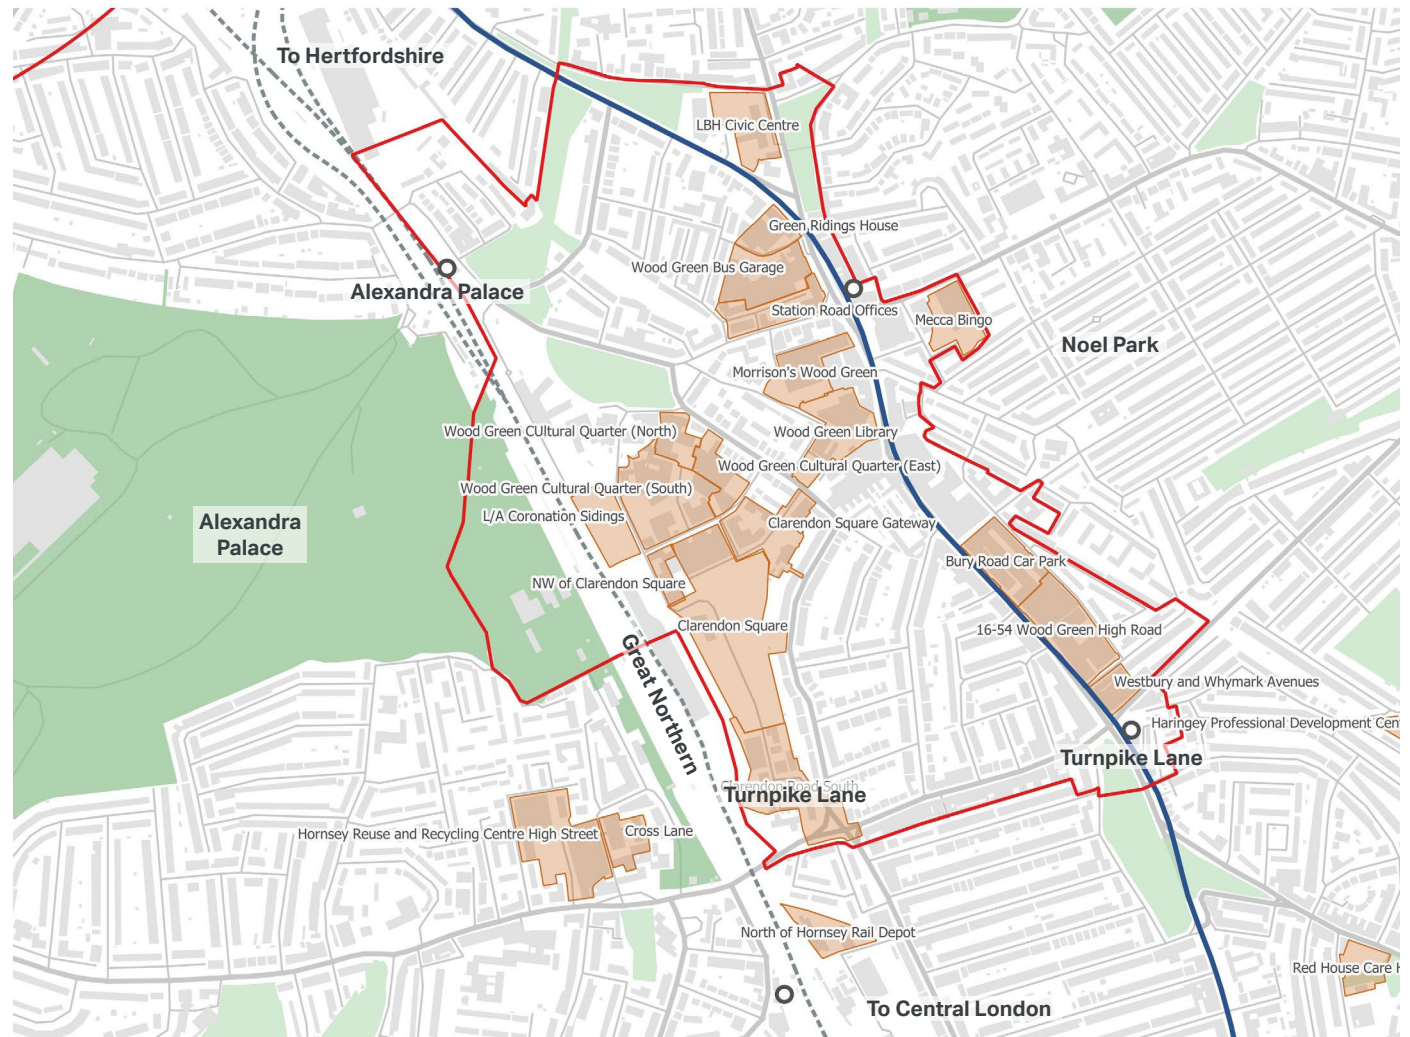 To Hertfordshire
LBH Civic Centre
Green Ridings House
Wood Green Bus Garage
Alexandra Palace
Station Road Offices
Mecca Bingo
Noel Park
Morrison's Wood Green
Wood Green CUltural Quarter (North)
Wood Green Library
Wood Green Cultural Quarter (East)
Wood Green Cultural Quarter (South)
L/A Coronation Sidings
Clarendon Square Gateway
Alexandra
Palace
Bury Road Car Park
NW of Clarendon Square
Clarendon Square
16-54 Wood Green High Road
Great Northern
Westbury and Whymark Avenues
Haringey Professional Development Cen
Turnpike Lane
Clarendon Road South
Turnpike Lane
Hornsey Reuse and Recycling Centre High Street
Cross Lane
North of Hornsey Rail Depot
Red House Care H
To Central London